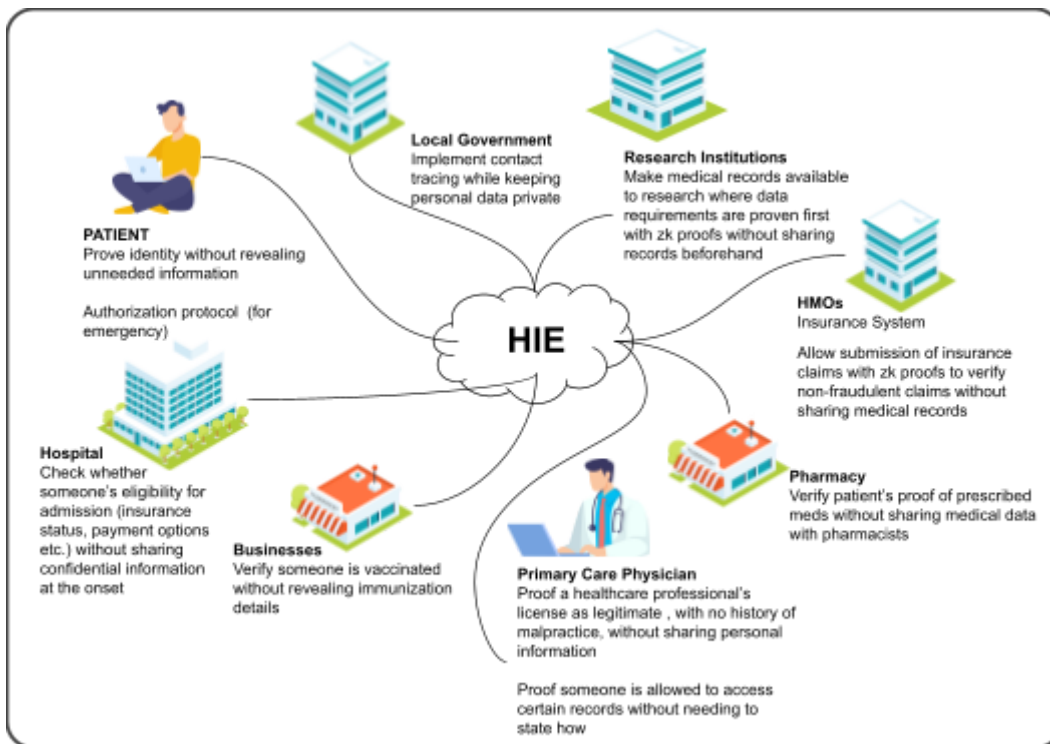 Local Government
Implement contact
tracing while keeping
personal data private
Research Institutions
Make medical records available
to research where data
requirements are proven first
with zk proofs without sharing
records beforehand
PATIENT
Prove identity without revealing
unneeded information
Authorization protocol (for
emergency)
HIE
HMOs
Insurance System
Allow submission of insurance
claims with zk proofs to verify
non-fraudulent claims without
sharing medical records
Hospital
Check whether
someone's eligibility for
admission (insurance
status, payment options
etc.) without sharing
confidential information
at the onset
Businesses
Verify someone is vaccinated
without revealing immunization
details
Primary Care Physician
Proof a healthcare professional's
license as legitimate , with no history of
malpractice, without sharing personal
information
Proof someone is allowed to access
certain records without needing to
state how
Pharmacy
Verify patient's proof of prescribed
meds without sharing medical data
with pharmacists